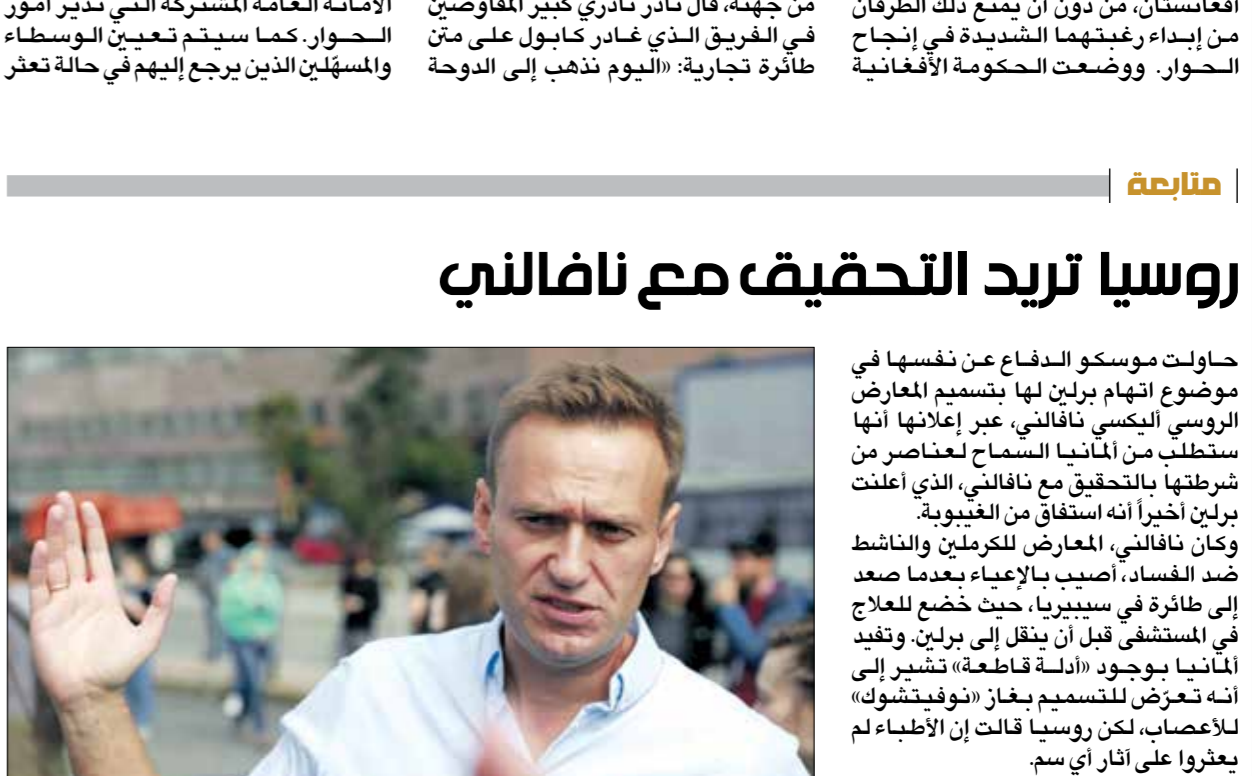 أفغانستان، من دون أن يمنع ذلك الطرفان
من إبداء رغبتهما الشديدة في إنجاح
الحوار. ووضعت الحكومة الأفغانية
من جهته، قال نادر نادري كبير المفاوضين
في الفريق الذي غادر كابول على متن
طائرة تجارية: «اليوم نذهب إلى الدوحة
الأمانة العامة المشتركة التي تدير أمور
الحوار. كما سيتم تعيين الوسطاء
والمسهّلين الذين يرجع إليهم في حالة تعثر
متابعة
روسيا تريد التحقيق مع نافالني
حاولت موسكو الدفاع عن نفسها في
موضوع اتهام برلين لها بتسميم المعارض
الروسي أليكسي نافالني، عبر إعلانها أنها
ستطلب من ألمانيا السماح لعناصر من
شرطتها بالتحقيق مع نافالني، الذي أعلنت
برلين أخيراً أنه استفاق من الغيبوبة.
وكان نافالني، المعارض للكرملين والناشط
ضد الفساد، أصيب بالإعياء بعدما صعد
إلى طائرة في سيبيريا، حيث خضع للعلاج
في المستشفى قبل أن ينقل إلى برلين. وتفيد
ألمانيا بوجود «أدلة قاطعة» تشير إلى
أنه تعرّض للتسميم بغاز «نوفيتشوك»
للأعصاب، لكن روسيا قالت إن الأطباء لم
يعثروا على آثار أي سم.